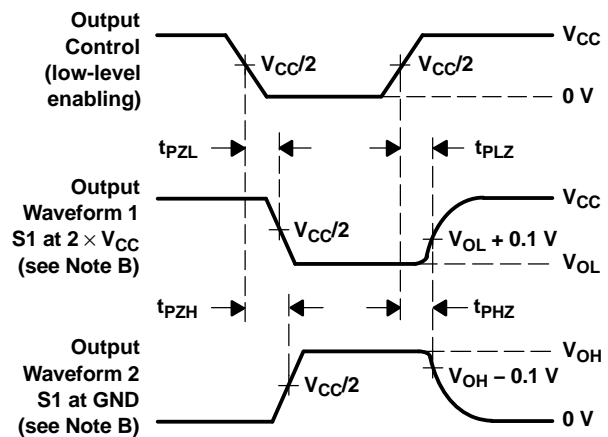 Output
Control
(low-level
enabling)
VCC/2
VCC/2
VCC
0 V
tPZL
tPLZ
Output
Waveform 1
S1 at 2 × VCC
(see Note B)
VCC/2
VCC
VOL + 0.1 V
VOL
tPZH
tPHZ
Output
Waveform 2
S1 at GND
(see Note B)
VCC/2
VOH
VOH − 0.1 V
0 V